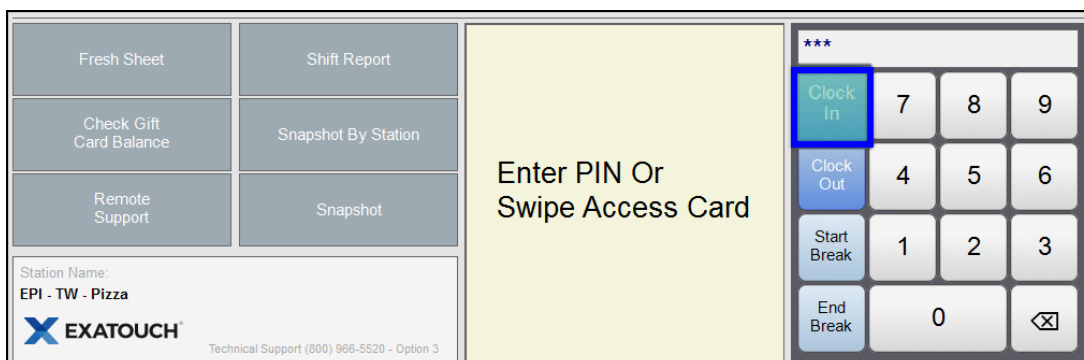 Fresh Sheet
Shift Report
Check Gift
Card Balance
Snapshot By Station
Remote
Support
Snapshot
Station Name:
EPI - TW - Pizza
EXATOUCH®
Technical Support (800) 966-5520 - Option 3
Enter PIN Or
Swipe Access Card
***
Clock
In
7
8
9
Clock
Out
4
5
6
Start
Break
1
2
3
End
Break
0